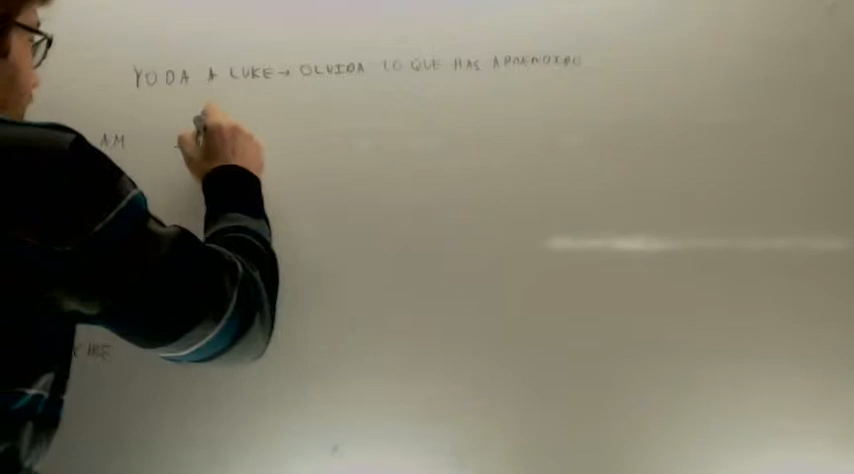 YODA A LUKE→ OLVIDA LO QUE HAS APRENDIDO
AM